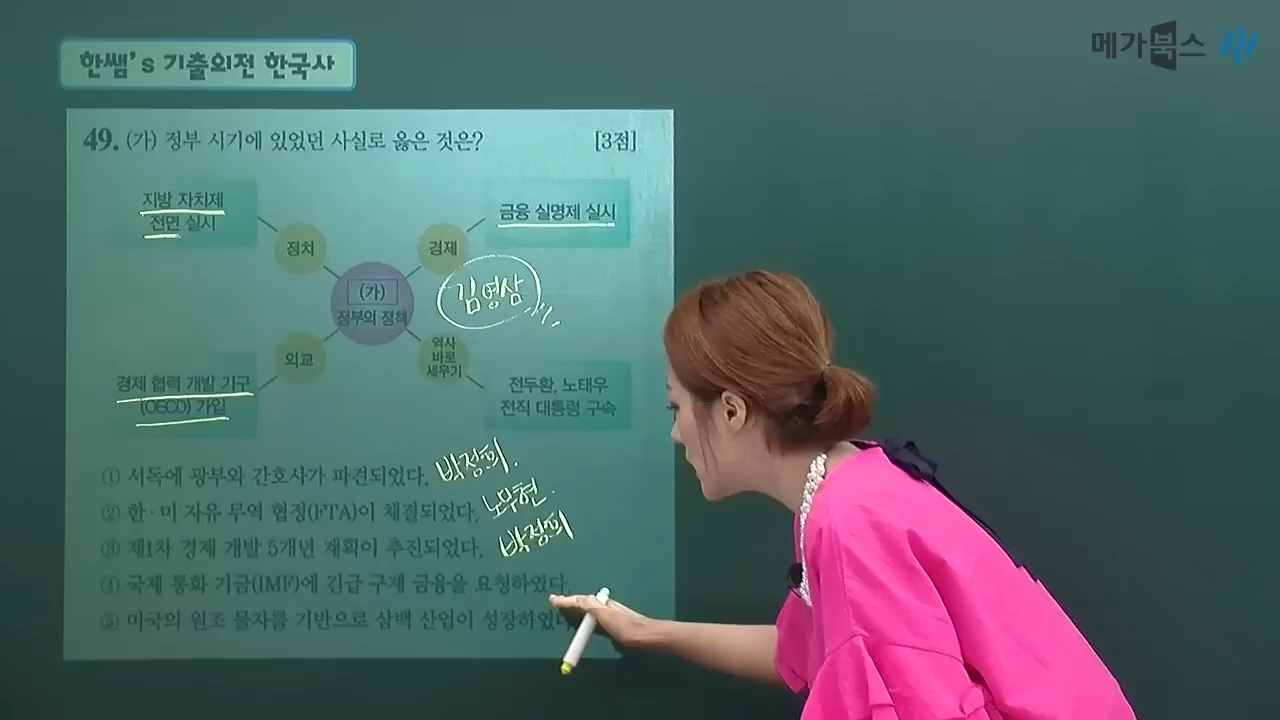 한쌤's 기출의전 한국사
메가북스
49. (가) 정부 시기에 있었던 사실로 옳은 것은? [3점]
지방 자치제
전면 실시
금융 실명제 실시
정치
경제
(가)
정부의 정책
김영삼
외교
역사
바로
세우기
경제 협력 개발 기구
(OECD) 가입
전두환, 노태우
전직 대통령 구속
① 서독에 광부와 간호사가 파견되었다. 박정희.
② 한·미 자유 무역 협정(FTA)이 체결되었다. 노무현.
③ 제1차 경제 개발 5개년 계획이 추진되었다. 박정희
④ 국제 통화 기금(IMF)에 긴급 구제 금융을 요청하였다.
⑤ 미국의 원조 물자를 기반으로 삼백 산업이 성장하였다